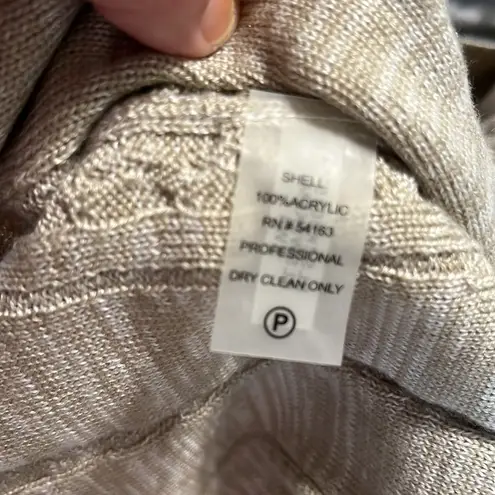 SHELL
100%ACRYLIC
RN # 54163
PROFESSIONAL
DRY CLEAN ONLY
P